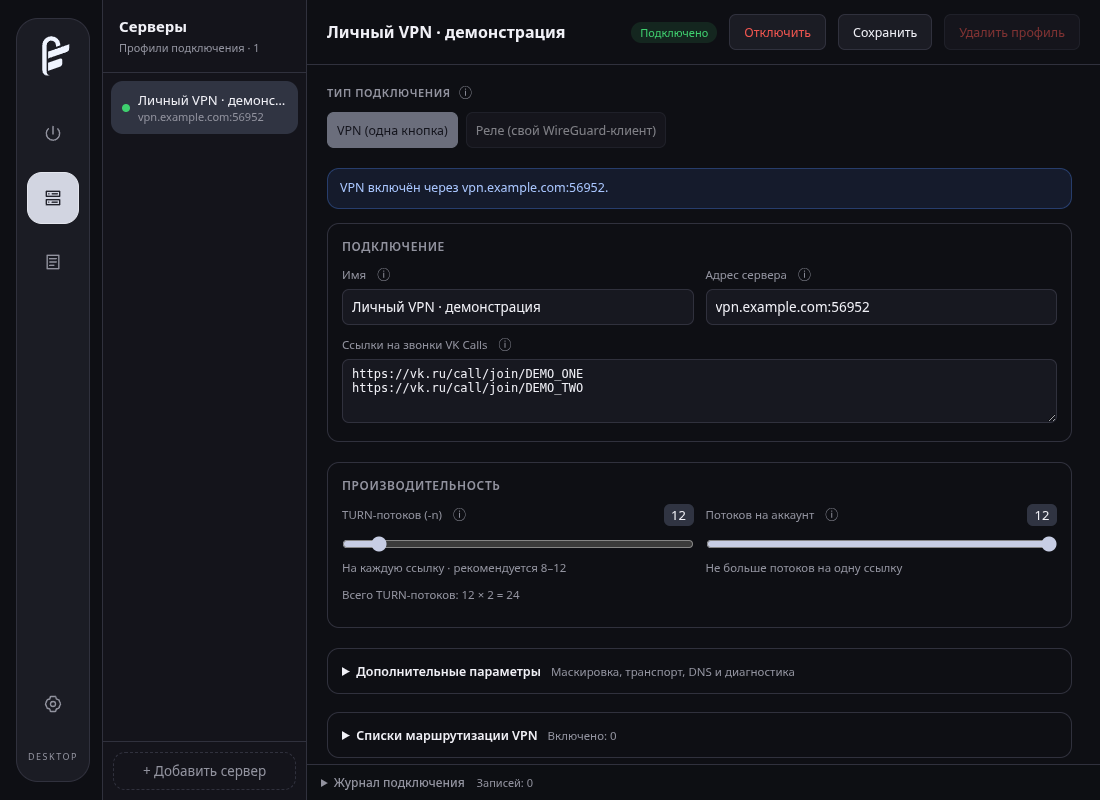 DESKTOP
Серверы
Профили подключения · 1
Личный VPN · демонс...
vpn.example.com:56952
+ Добавить сервер
Личный VPN · демонстрация
Подключено
Отключить
Сохранить
Удалить профиль
ТИП ПОДКЛЮЧЕНИЯ
VPN (одна кнопка)
Реле (свой WireGuard-клиент)
VPN включён через vpn.example.com:56952.
ПОДКЛЮЧЕНИЕ
Имя
Адрес сервера
Личный VPN · демонстрация
vpn.example.com:56952
Ссылки на звонки VK Calls
https://vk.ru/call/join/DEMO_ONE
https://vk.ru/call/join/DEMO_TWO
ПРОИЗВОДИТЕЛЬНОСТЬ
TURN-потоков (-n)
12
Потоков на аккаунт
12
На каждую ссылку · рекомендуется 8–12
Не больше потоков на одну ссылку
Всего TURN-потоков: 12 × 2 = 24
Дополнительные параметры
Маскировка, транспорт, DNS и диагностика
Списки маршрутизации VPN
Включено: 0
Журнал подключения
Записей: 0